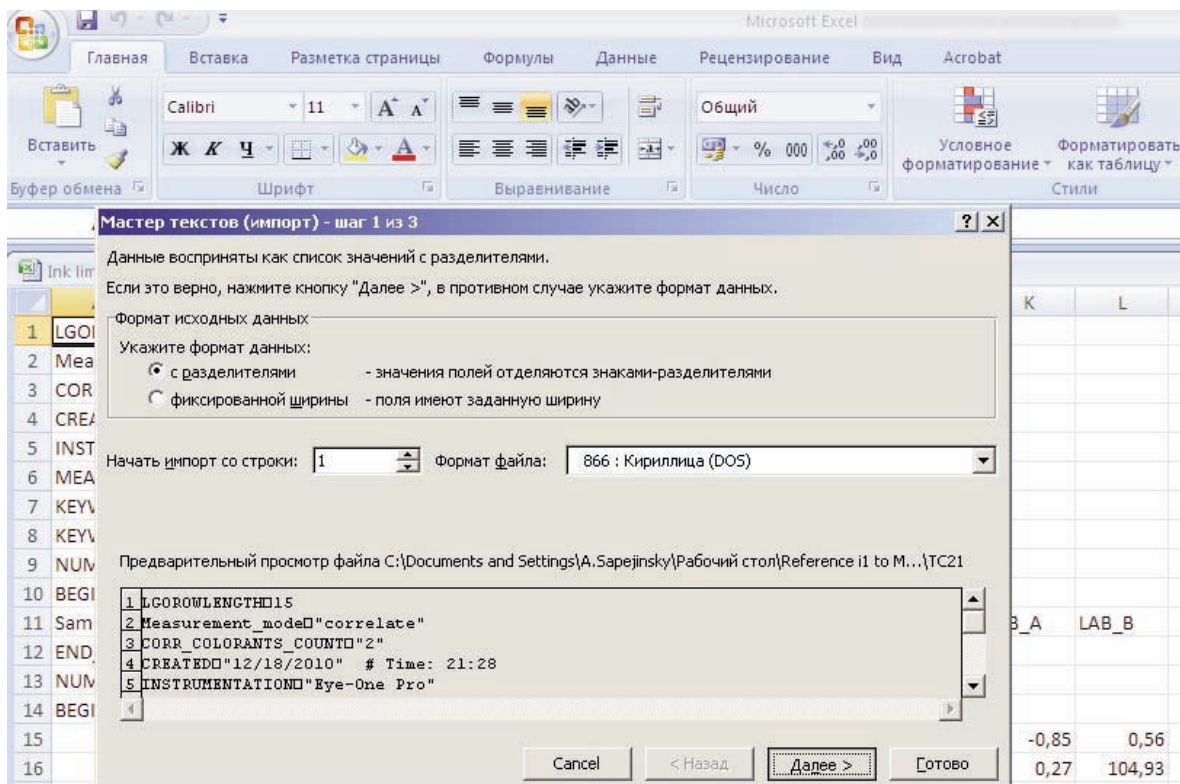 Microsoft Excel
Главная Вставка Разметка страницы Формулы Данные Рецензирование Вид Acrobat
Calibri 11 A A Общий
Вставить Ж К Ч А % 000 Условное форматирование Форматировать как таблицу
Буфер обмена Шрифт Выравнивание Число Стили
Мастер текстов (импорт) - шаг 1 из 3
Данные восприняты как список значений с разделителями.
Если это верно, нажмите кнопку "Далее >", в противном случае укажите формат данных.
Формат исходных данных
Укажите формат данных:
с разделителями - значения полей отделяются знаками-разделителями
фиксированной ширины - поля имеют заданную ширину
Начать импорт со строки: 1 Формат файла: 866 : Кириллица (DOS)
Предварительный просмотр файла C:\Documents and Settings\A.Sapejinsky\Рабочий стол\Reference i1 to M...\TC21
1 LGOROWLENGTH□15
2 Measurement_mode□"correlate"
3 CORR_COLORANTS_COUNT□"2"
4 CREATED□"12/18/2010" # Time: 21:28
5 INSTRUMENTATION□"Eye-One Pro"
Cancel < Назад Далее > Готово
Ink lim
K L
1 LGO
2 Mea
3 COR
4 CREA
5 INST
6 MEA
7 KEYV
8 KEYV
9 NUM
10 BEGI
11 Sam B_A LAB_B
12 END_
13 NUM
14 BEGI
15 -0,85 0,56
16 0,27 104,93